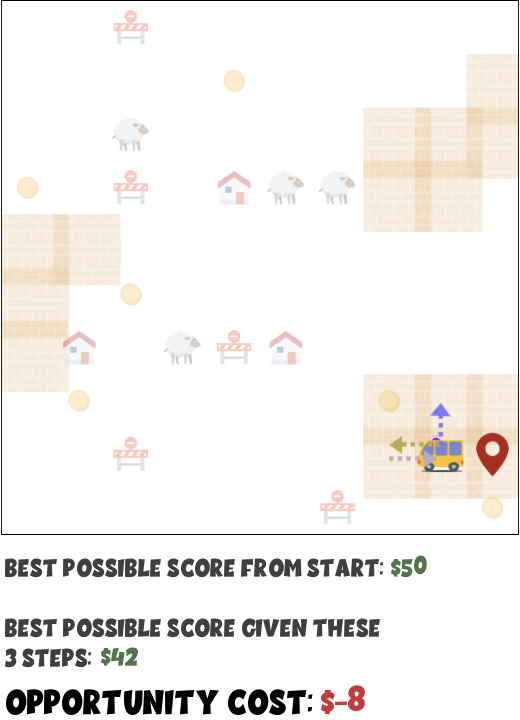 BEST POSSIBLE SCORE FROM START: $50
BEST POSSIBLE SCORE GIVEN THESE
3 STEPS: $42
OPPORTUNITY COST: $-8